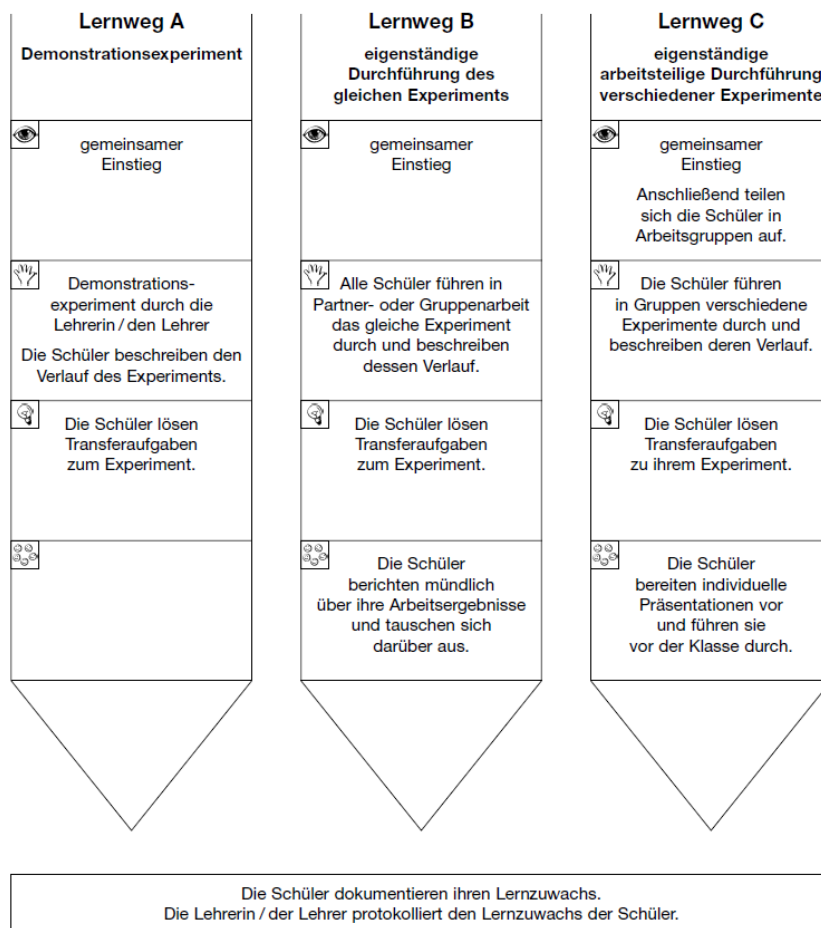 Lernweg A
Demonstrationsexperiment
gemeinsamer
Einstieg
Demonstrations-
experiment durch die
Lehrerin / den Lehrer
Die Schüler beschreiben den
Verlauf des Experiments.
Die Schüler lösen
Transferaufgaben
zum Experiment.
Lernweg B
eigenständige
Durchführung des
gleichen Experiments
gemeinsamer
Einstieg
Alle Schüler führen in
Partner- oder Gruppenarbeit
das gleiche Experiment
durch und beschreiben
dessen Verlauf.
Die Schüler lösen
Transferaufgaben
zum Experiment.
Die Schüler
berichten mündlich
über ihre Arbeitsergebnisse
und tauschen sich
darüber aus.
Lernweg C
eigenständige
arbeitsteilige Durchführung
verschiedener Experimente
gemeinsamer
Einstieg
Anschließend teilen
sich die Schüler in
Arbeitsgruppen auf.
Die Schüler führen
in Gruppen verschiedene
Experimente durch und
beschreiben deren Verlauf.
Die Schüler lösen
Transferaufgaben
zu ihrem Experiment.
Die Schüler
bereiten individuelle
Präsentationen vor
und führen sie
vor der Klasse durch.
Die Schüler dokumentieren ihren Lernzuwachs.
Die Lehrerin / der Lehrer protokolliert den Lernzuwachs der Schüler.